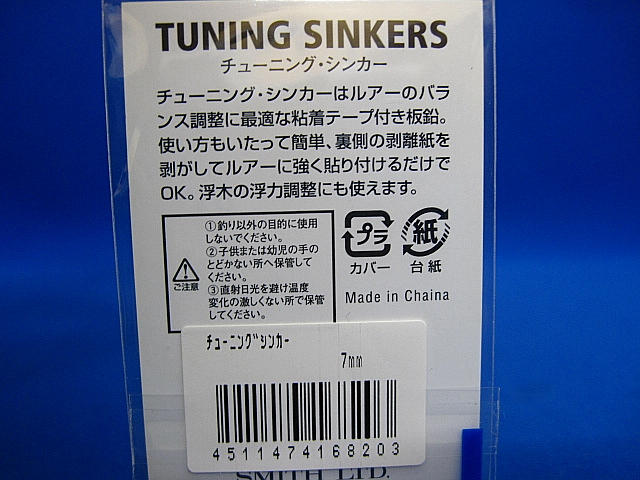 TUNING SINKERS
チューニング・シンカー
チューニング・シンカーはルアーのバラ
ンス調整に最適な粘着テープ付き板鉛。
使い方もいたって簡単、裏側の剥離紙を
剥がしてルアーに強く貼り付けるだけで
OK。浮木の浮力調整にも使えます。
①釣り以外の目的に使用
しないでください。
②子供または幼児の手の
とどかない所へ保管して
ください。
③直射日光を避け温度
変化の激しくない所で保管
してください。
ご注意
プラ
カバー
紙
台紙
Made in Chaina
チューニングシンカー
7mm
4511474168203
SMITH LTD.